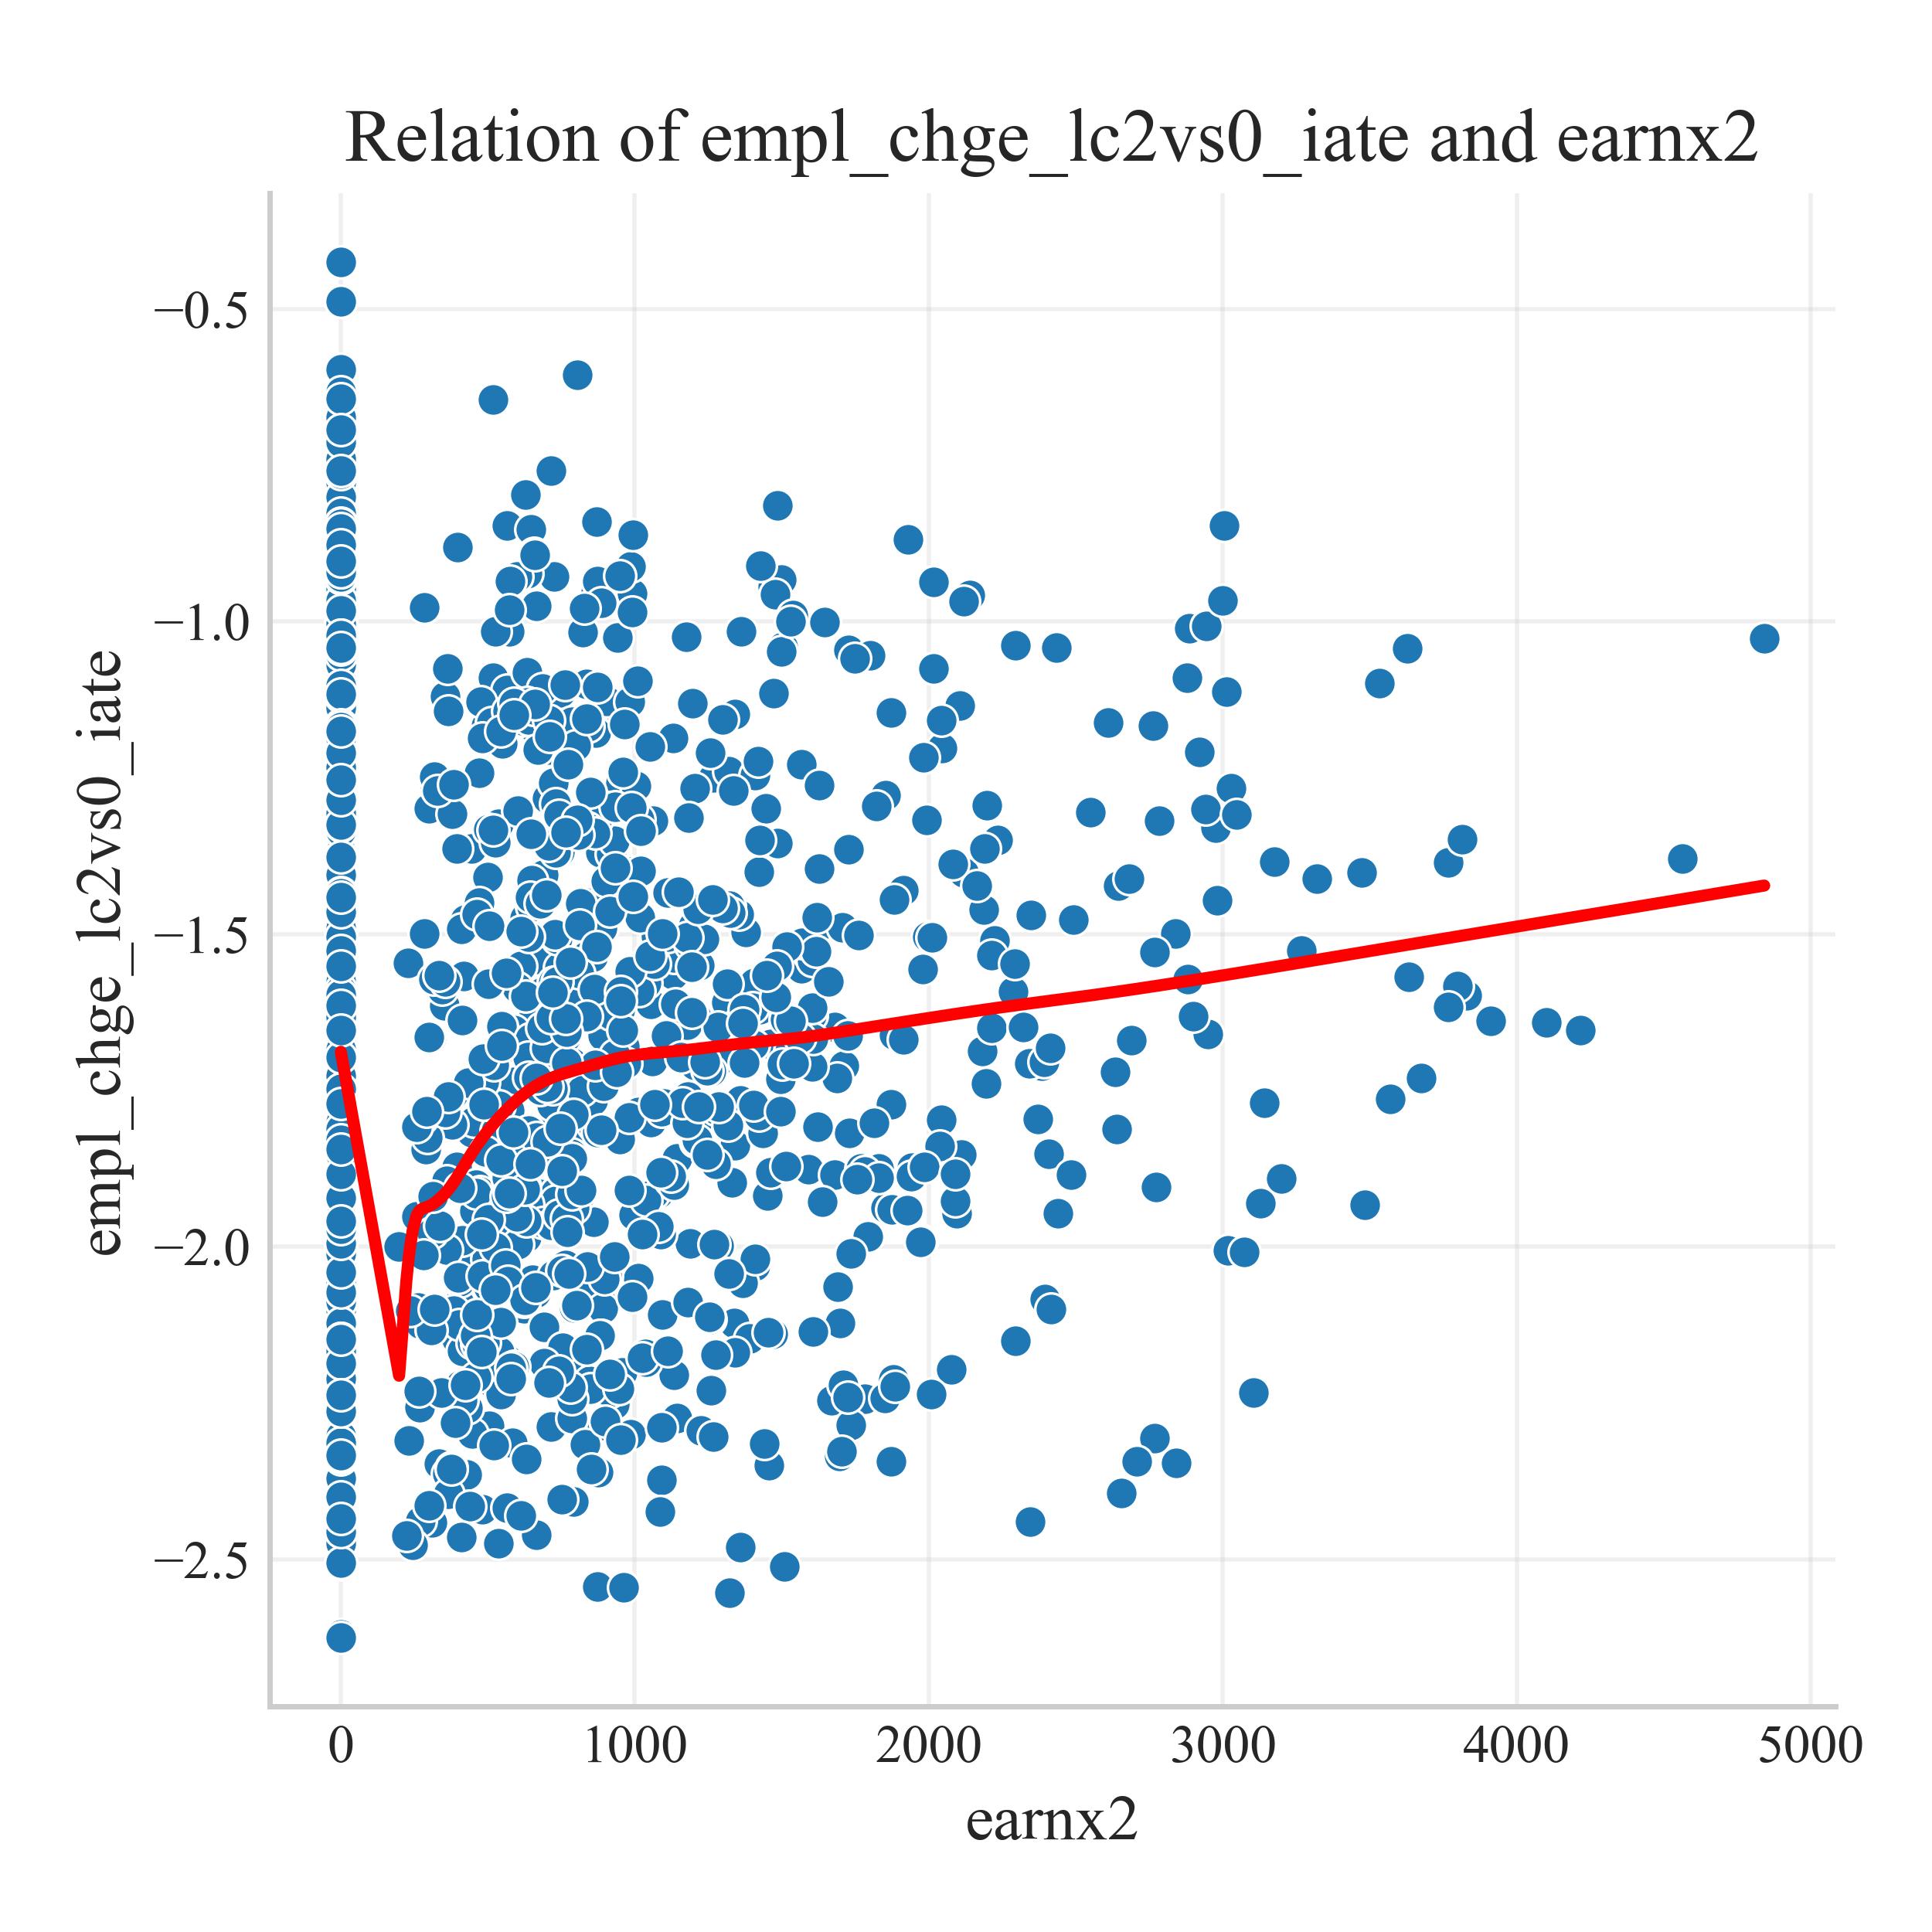 Relation of empl_chge_lc2vs0_iate and earnx2
empl_chge_lc2vs0_iate
−0.5
−1.0
−1.5
−2.0
−2.5
0 1000 2000 3000 4000 5000
earnx2